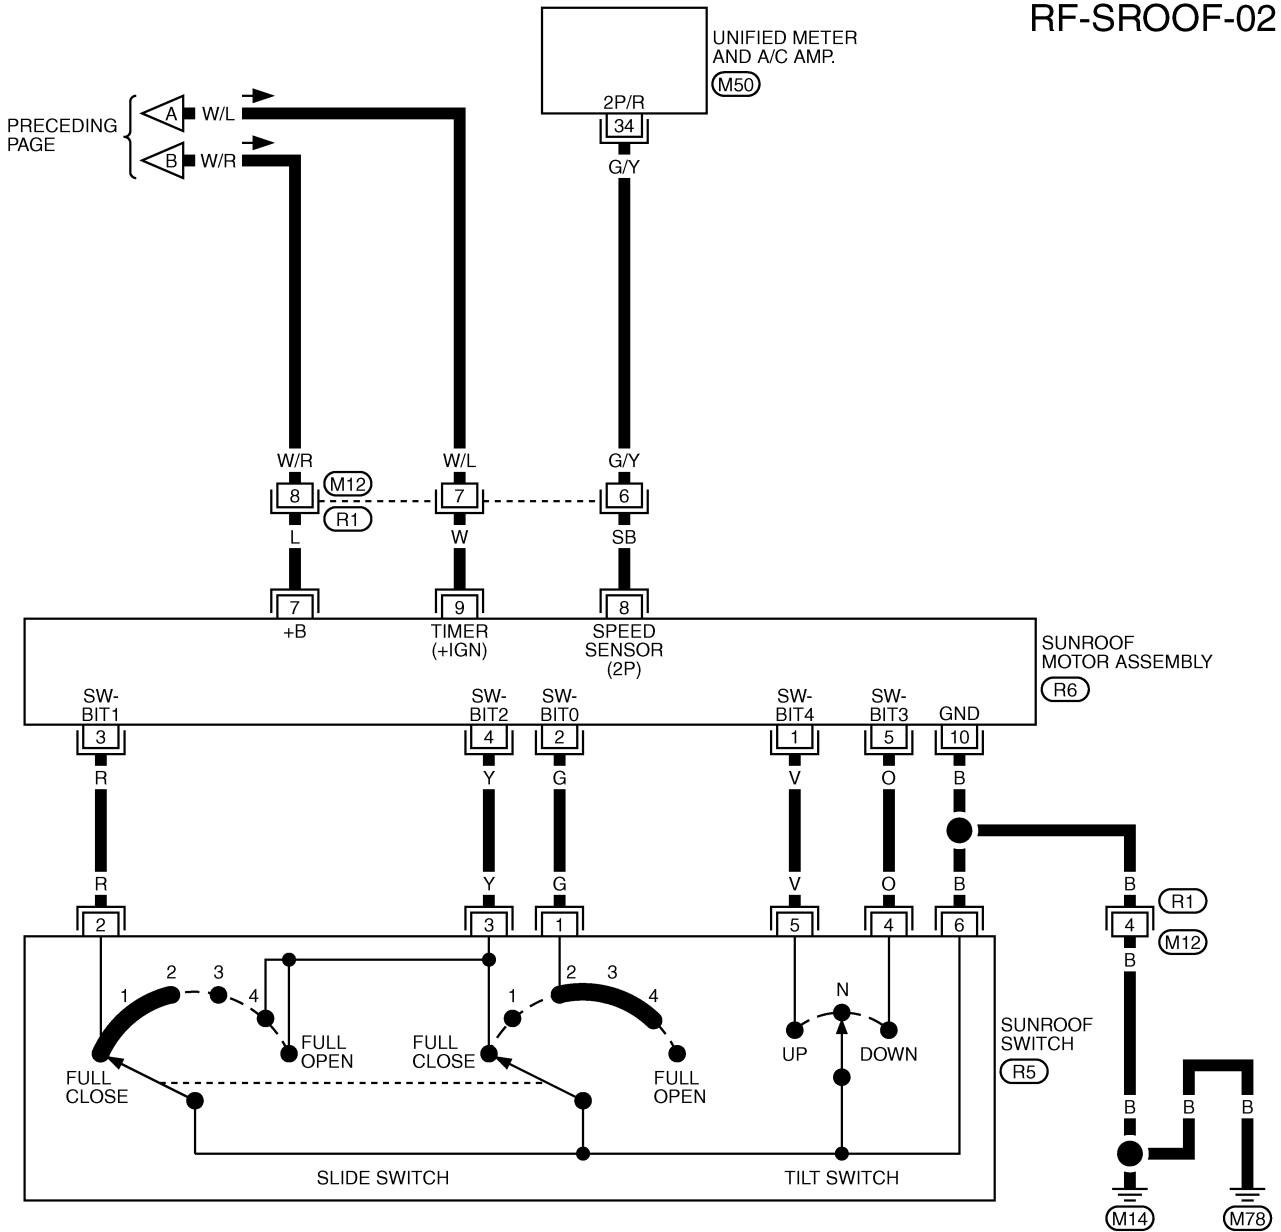 RF-SROOF-02
UNIFIED METER
AND A/C AMP.
M50
2P/R
34
G/Y
PRECEDING
PAGE
A W/L
B W/R
W/R W/L G/Y
8 M12 7 6
R1
L W SB
7 9 8
+B TIMER
(+IGN) SPEED
SENSOR
(2P)
SUNROOF
MOTOR ASSEMBLY
R6
SW-
BIT1 SW-
BIT2 SW-
BIT0 SW-
BIT4 SW-
BIT3 GND
3 4 2 1 5 10
R Y G V O B
R Y G V O B B
R1
2 3 1 5 4 6 4
M12
B
1 2 3 4
FULL
OPEN
FULL
CLOSE
FULL
CLOSE
1 2 3 4
FULL
OPEN
N
UP DOWN
SUNROOF
SWITCH
R5
B B B
SLIDE SWITCH TILT SWITCH
M14 M78